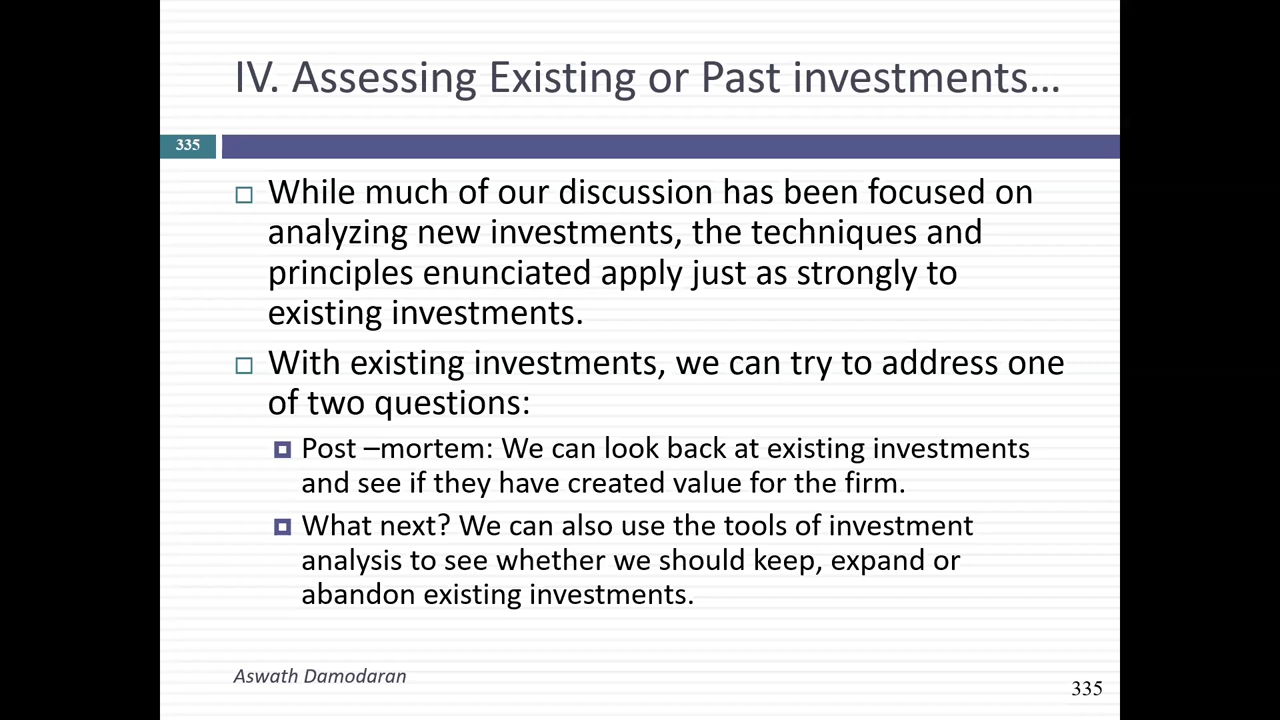 IV. Assessing Existing or Past investments...
335
While much of our discussion has been focused on
analyzing new investments, the techniques and
principles enunciated apply just as strongly to
existing investments.
With existing investments, we can try to address one
of two questions:
Post –mortem: We can look back at existing investments
and see if they have created value for the firm.
What next? We can also use the tools of investment
analysis to see whether we should keep, expand or
abandon existing investments.
Aswath Damodaran
335